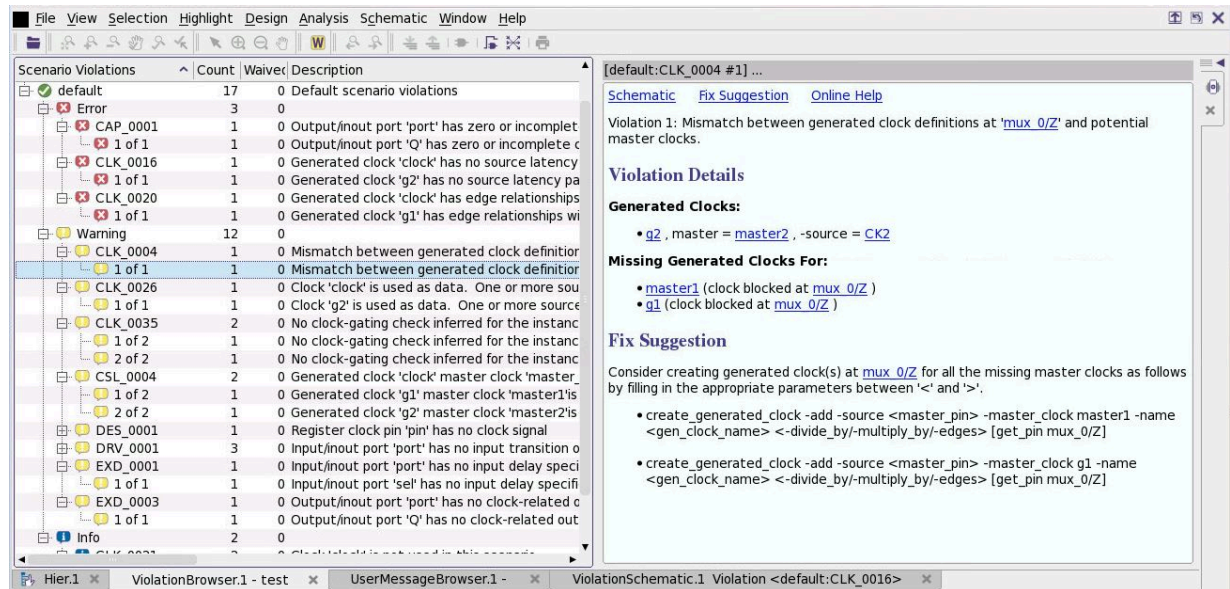 File View Selection Highlight Design Analysis Schematic Window Help
W
Scenario Violations Count Waived Description
default 17 0 Default scenario violations
Error 3 0
CAP_0001 1 0 Output/inout port 'port' has zero or incomplet
1 of 1 1 0 Output/inout port 'Q' has zero or incomplete c
CLK_0016 1 0 Generated clock 'clock' has no source latency
1 of 1 1 0 Generated clock 'g2' has no source latency pa
CLK_0020 1 0 Generated clock 'clock' has edge relationships
1 of 1 1 0 Generated clock 'g1' has edge relationships wi
Warning 12 0
CLK_0004 1 0 Mismatch between generated clock definition
1 of 1 1 0 Mismatch between generated clock definition
CLK_0026 1 0 Clock 'clock' is used as data. One or more sou
1 of 1 1 0 Clock 'g2' is used as data. One or more source
CLK_0035 2 0 No clock-gating check inferred for the instanc
1 of 2 1 0 No clock-gating check inferred for the instanc
2 of 2 1 0 No clock-gating check inferred for the instanc
CSL_0004 2 0 Generated clock 'clock' master clock 'master_
1 of 2 1 0 Generated clock 'g1' master clock 'master1'is
2 of 2 1 0 Generated clock 'g2' master clock 'master2'is
DES_0001 1 0 Register clock pin 'pin' has no clock signal
DRV_0001 3 0 Input/inout port 'port' has no input transition o
EXD_0001 1 0 Input/inout port 'port' has no input delay speci
1 of 1 1 0 Input/inout port 'sel' has no input delay specifi
EXD_0003 1 0 Output/inout port 'port' has no clock-related o
1 of 1 1 0 Output/inout port 'Q' has no clock-related out
Info 2 0
[default:CLK_0004 #1] ...
Schematic Fix Suggestion Online Help
Violation 1: Mismatch between generated clock definitions at 'mux_0/Z' and potential
master clocks.
Violation Details
Generated Clocks:
• g2 , master = master2 , -source = CK2
Missing Generated Clocks For:
• master1 (clock blocked at mux_0/Z )
• g1 (clock blocked at mux_0/Z )
Fix Suggestion
Consider creating generated clock(s) at mux_0/Z for all the missing master clocks as follows
by filling in the appropriate parameters between '<' and '>'.
• create_generated_clock -add -source <master_pin> -master_clock master1 -name
<gen_clock_name> <-divide_by/-multiply_by/-edges> [get_pin mux_0/Z]
• create_generated_clock -add -source <master_pin> -master_clock g1 -name
<gen_clock_name> <-divide_by/-multiply_by/-edges> [get_pin mux_0/Z]
Hier.1 ViolationBrowser.1 - test UserMessageBrowser.1 - ViolationSchematic.1 Violation <default:CLK_0016>